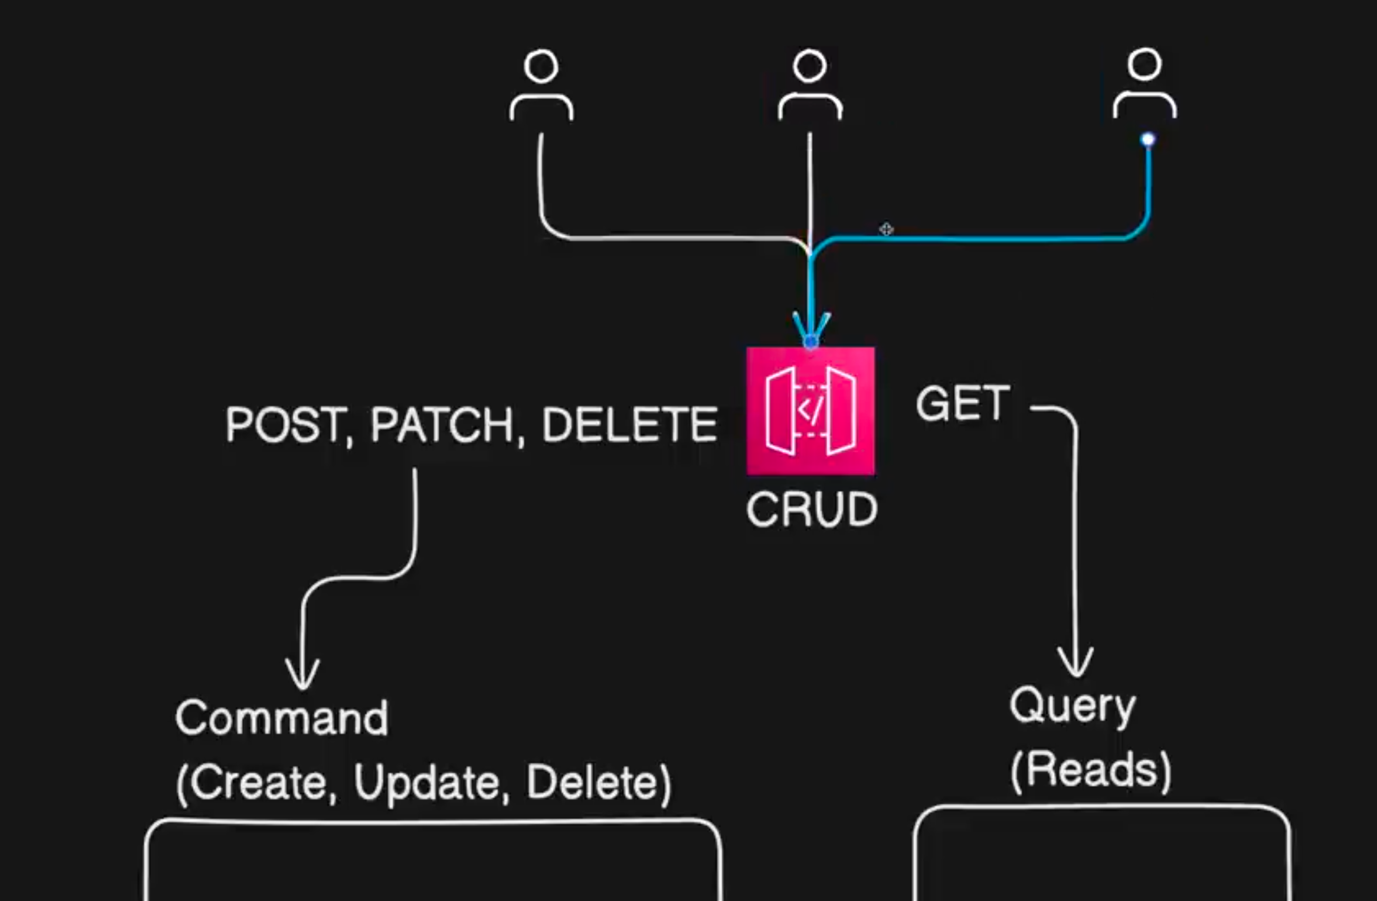 POST, PATCH, DELETE
</>
GET
CRUD
Command
(Create, Update, Delete)
Query
(Reads)